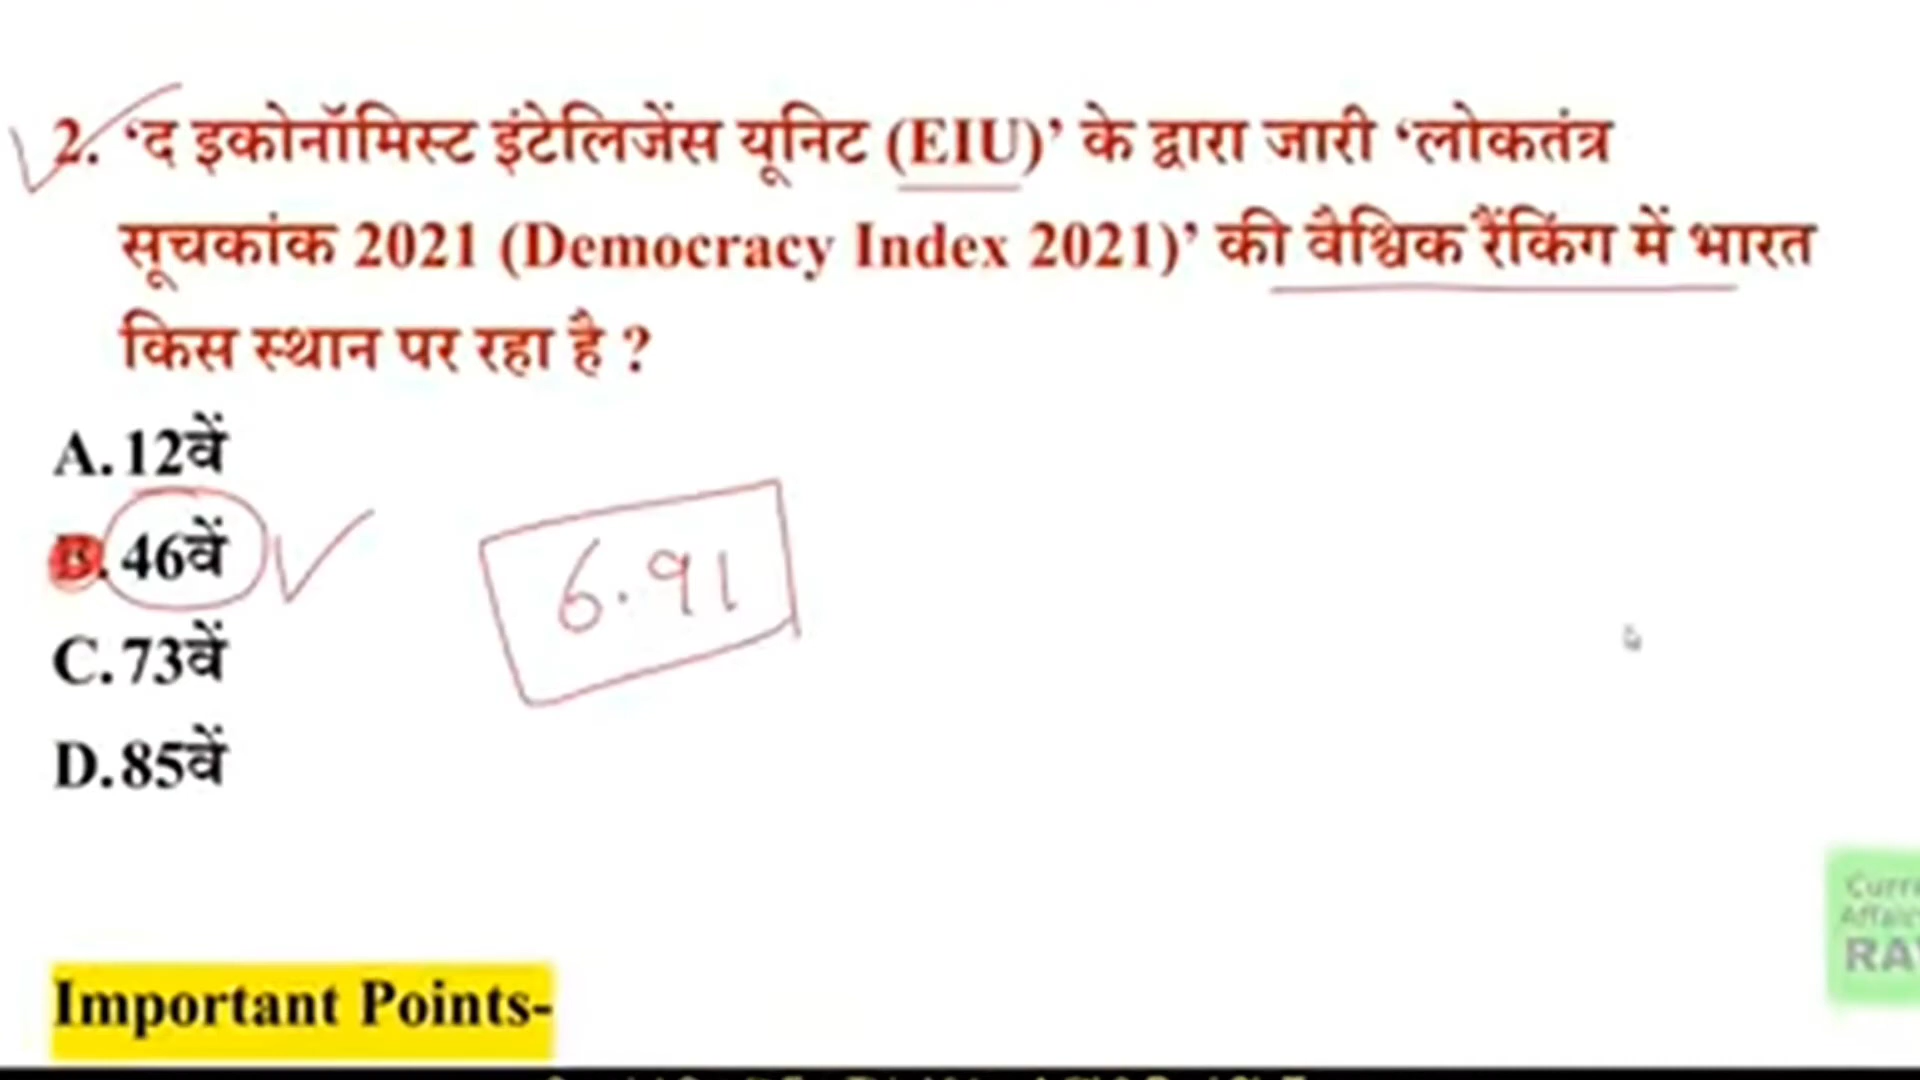 2. ‘द इकोनॉमिस्ट इंटेलिजेंस यूनिट (EIU)’ के द्वारा जारी ‘लोकतंत्र
सूचकांक 2021 (Democracy Index 2021)’ की वैश्विक रैंकिंग में भारत
किस स्थान पर रहा है ?
A. 12वें
B. 46वें
6.91
C. 73वें
D. 85वें
Important Points-